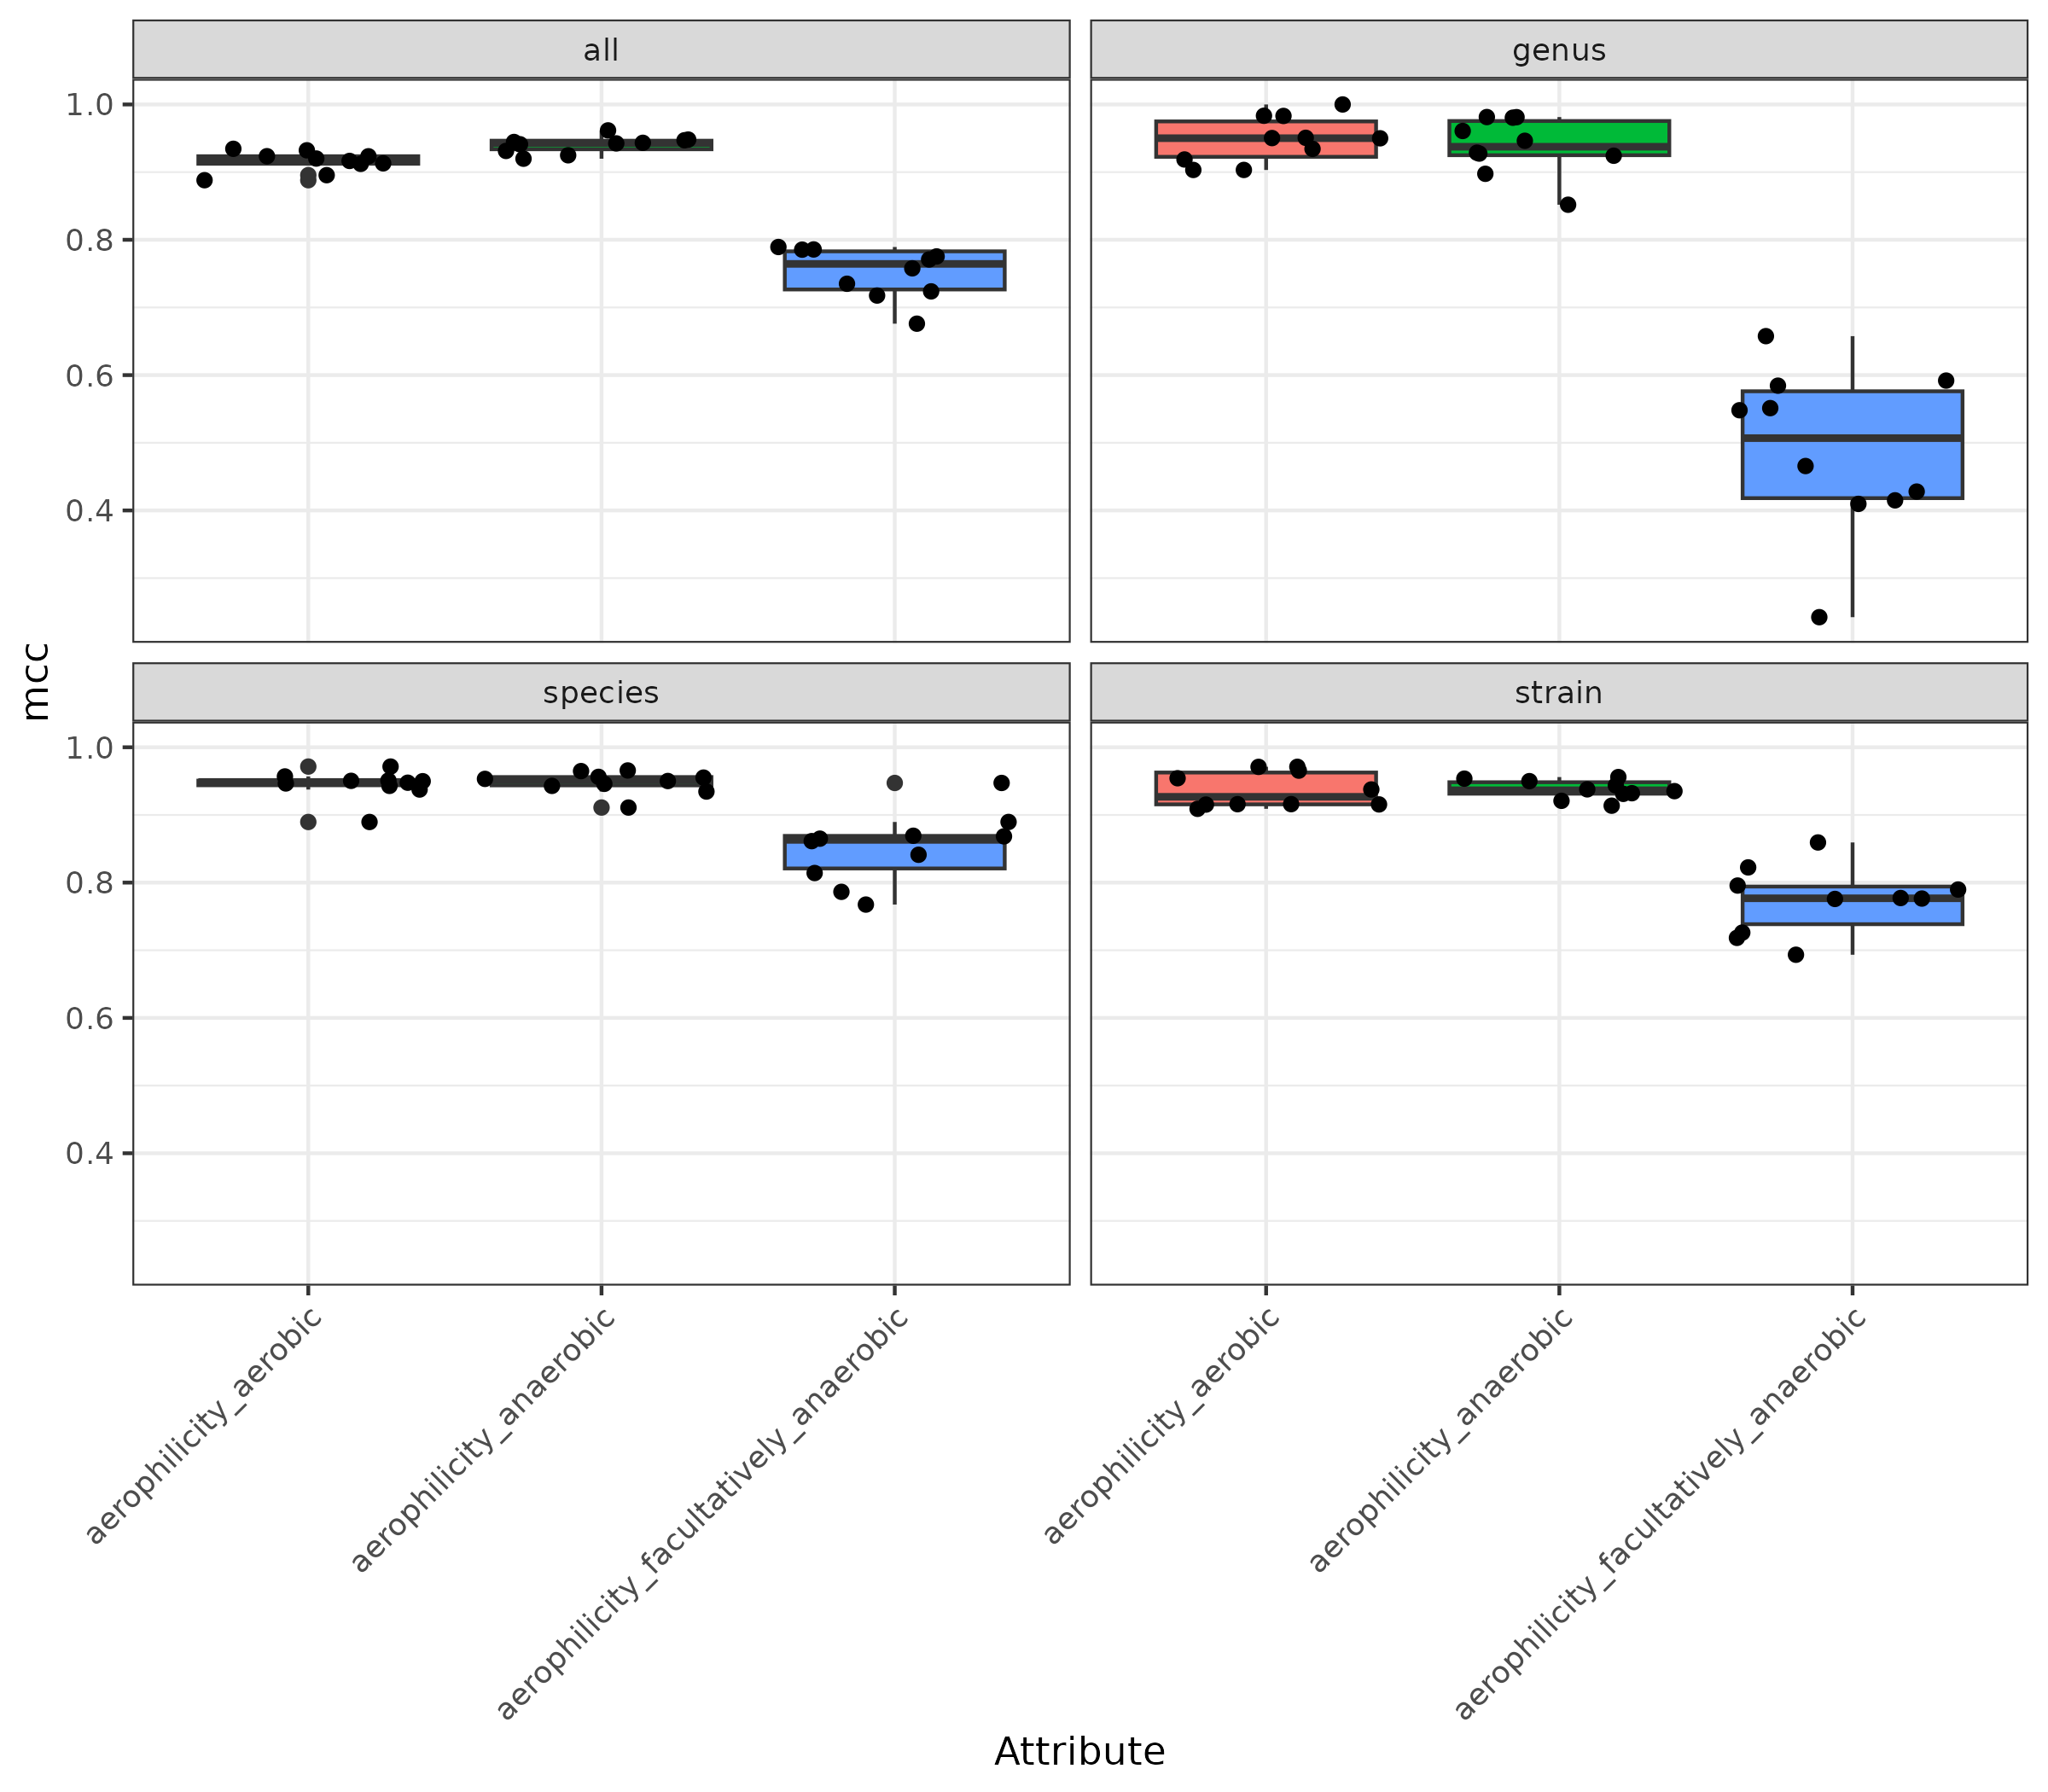 all
genus
1.0
0.8
0.6
0.4
mcc
species
strain
1.0
0.8
0.6
0.4
aerophilicity_aerobic
aerophilicity_anaerobic
aerophilicity_facultatively_anaerobic
aerophilicity_aerobic
aerophilicity_anaerobic
aerophilicity_facultatively_anaerobic
Attribute